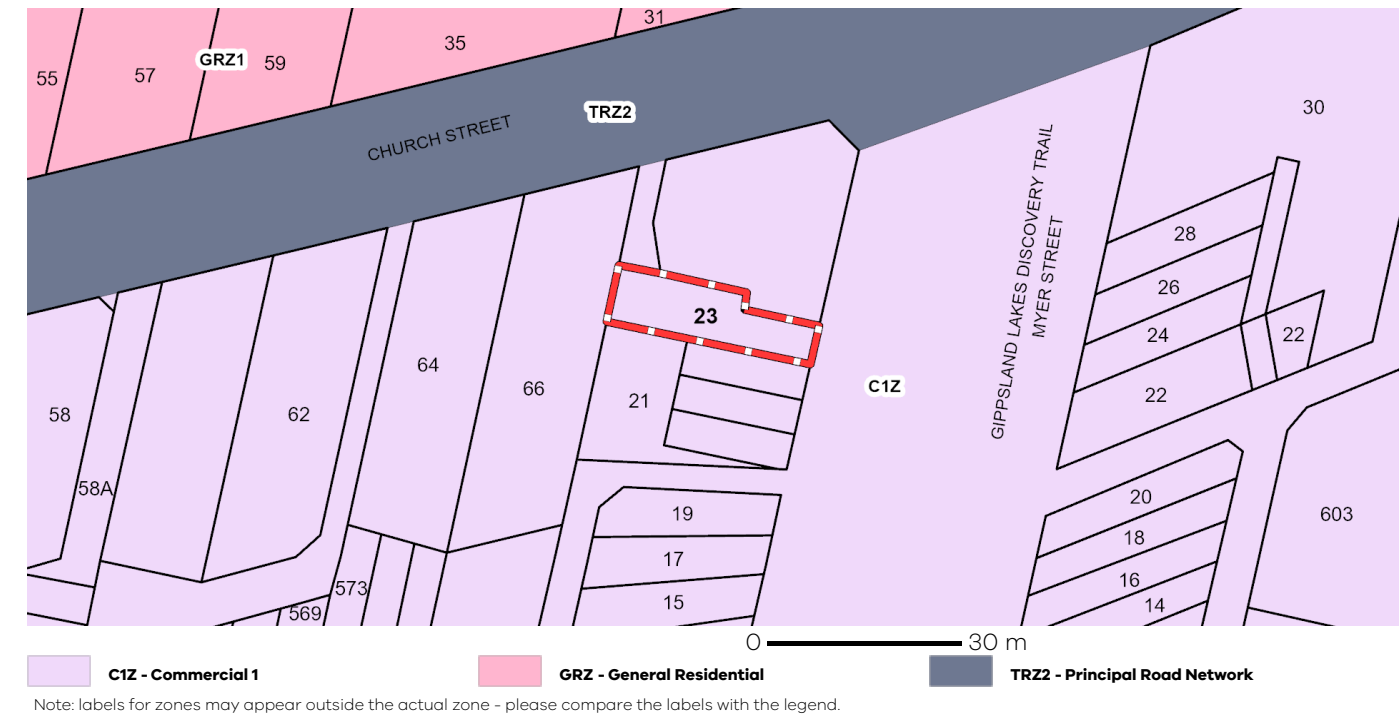 31
35
GRZ1
59
57
55
30
TRZ2
CHURCH STREET
GIPPSLAND LAKES DISCOVERY TRAIL
MYER STREET
28
26
23
24
22
64
C1Z
66
22
21
58
62
58A
20
19
603
18
17
16
573
15
14
569
0 30 m
C1Z - Commercial 1
GRZ - General Residential
TRZ2 - Principal Road Network
Note: labels for zones may appear outside the actual zone - please compare the labels with the legend.